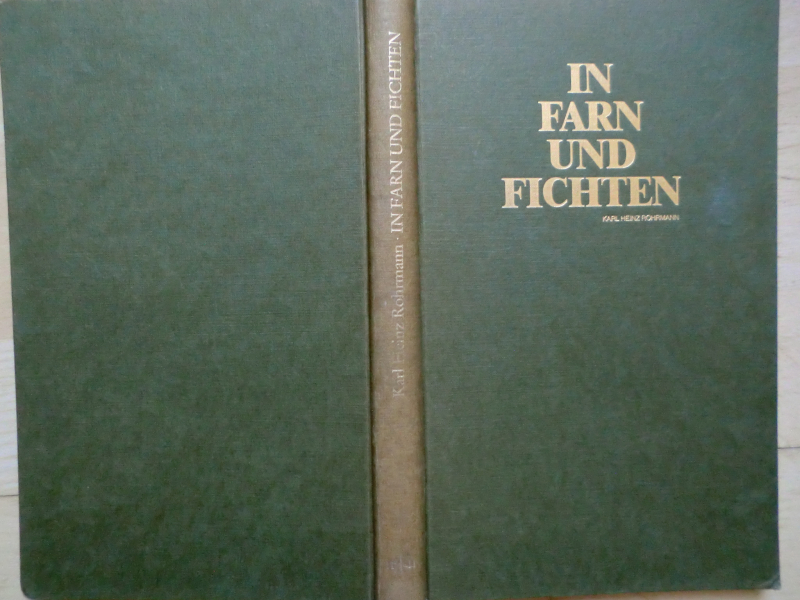 Karl Heinz Rohrmann · IN FARN UND FICHTEN
IN
FARN
UND
FICHTEN
KARL HEINZ ROHRMANN